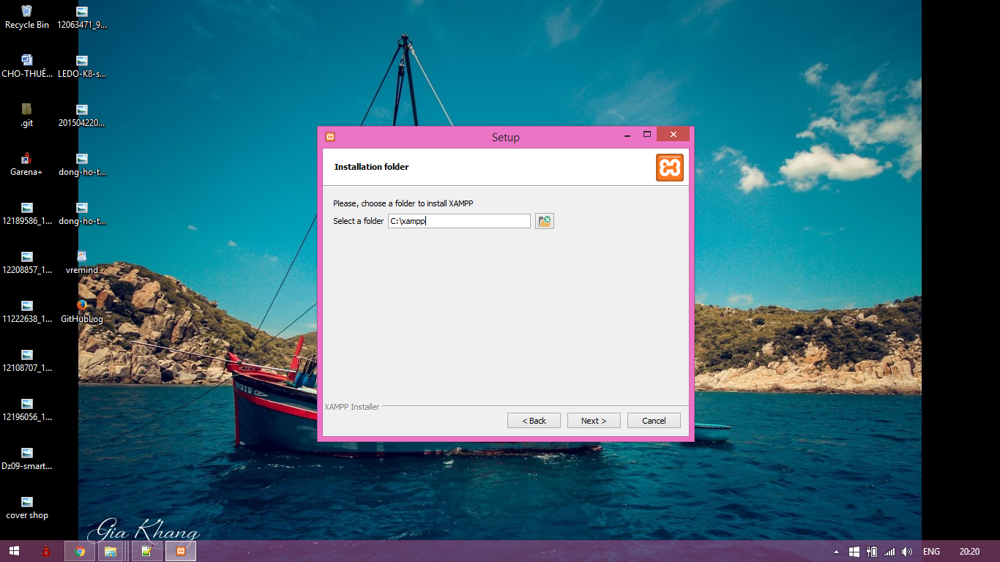 Recycle Bin
12063471_9...
CHO-THUÊ...
LEDO-K8-s...
.git
201504220...
Garena+
dong-ho-t...
12189586_1...
dong-ho-t...
12208857_1...
vremind
11222638_1...
GitHubLog
12108707_1...
12196056_1...
Dz09-smart...
cover shop
Setup
Installation folder
Please, choose a folder to install XAMPP
Select a folder C:\xampp
XAMPP Installer
< Back Next > Cancel
Gia Khang
ENG 20:20